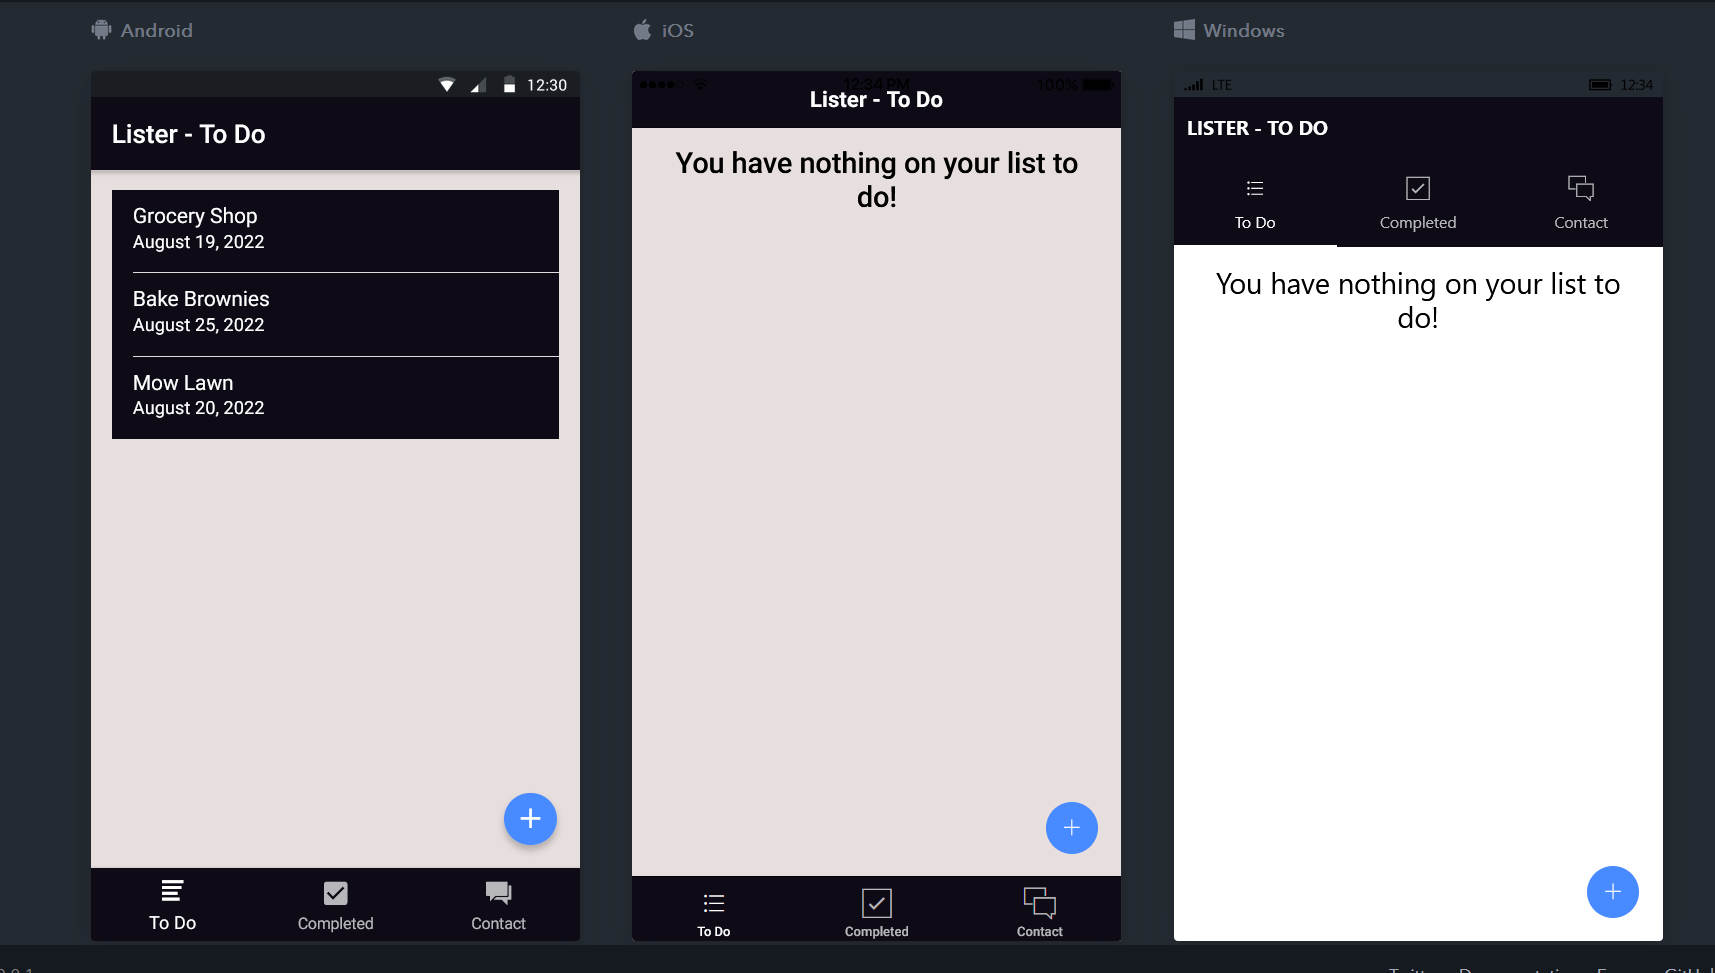 Android
iOS
Windows
12:30
Lister - To Do
Grocery Shop
August 19, 2022
Bake Brownies
August 25, 2022
Mow Lawn
August 20, 2022
To Do
Completed
Contact
12:34 PM
100%
Lister - To Do
You have nothing on your list to
do!
To Do
Completed
Contact
LTE
12:34
LISTER - TO DO
To Do
Completed
Contact
You have nothing on your list to
do!